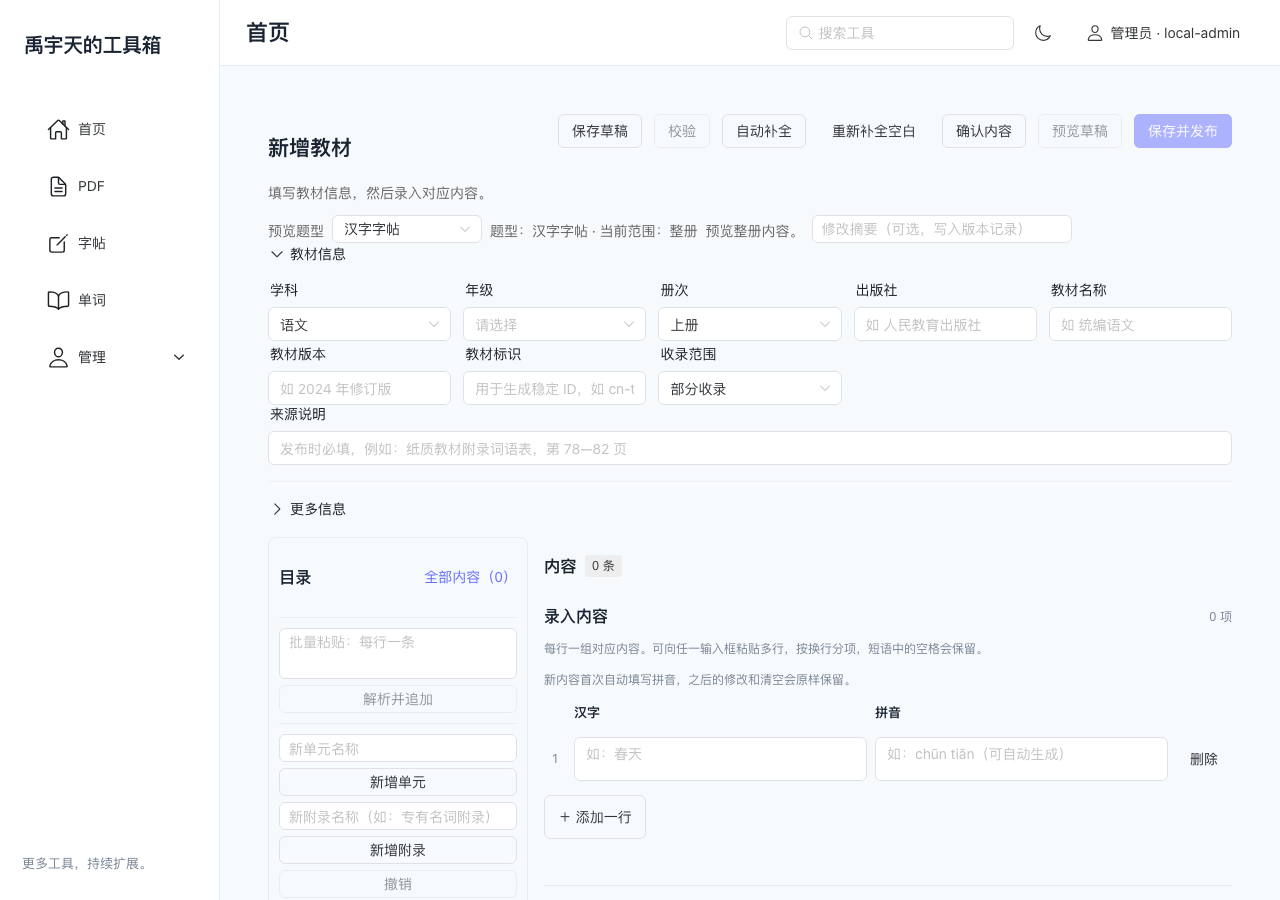 禹宇天的工具箱
首页
PDF
字帖
单词
管理
更多工具，持续扩展。
首页
搜索工具
管理员 · local-admin
新增教材
保存草稿
校验
自动补全
重新补全空白
确认内容
预览草稿
保存并发布
填写教材信息，然后录入对应内容。
预览题型
汉字字帖
题型：汉字字帖 · 当前范围：整册 预览整册内容。
修改摘要（可选，写入版本记录）
教材信息
学科
年级
册次
出版社
教材名称
语文
请选择
上册
如 人民教育出版社
如 统编语文
教材版本
教材标识
收录范围
如 2024 年修订版
用于生成稳定 ID，如 cn-t
部分收录
来源说明
发布时必填，例如：纸质教材附录词语表，第 78—82 页
更多信息
目录
全部内容（0）
批量粘贴：每行一条
解析并追加
新单元名称
新增单元
新附录名称（如：专有名词附录）
新增附录
撤销
内容
0 条
录入内容
0 项
每行一组对应内容。可向任一输入框粘贴多行，按换行分项，短语中的空格会保留。
新内容首次自动填写拼音，之后的修改和清空会原样保留。
汉字
拼音
1
如：春天
如：chūn tiān（可自动生成）
删除
+ 添加一行